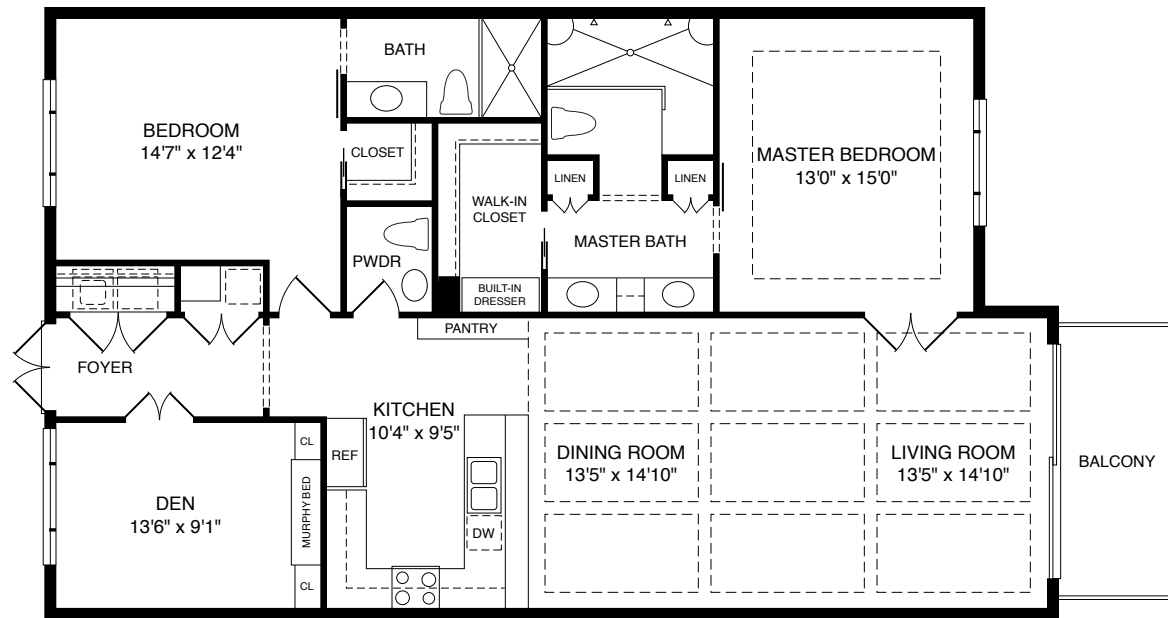 BATH
BEDROOM
14'7" x 12'4"
CLOSET
WALK-IN
CLOSET
LINEN
LINEN
MASTER BEDROOM
13'0" x 15'0"
MASTER BATH
PWDR
BUILT-IN
DRESSER
PANTRY
FOYER
KITCHEN
10'4" x 9'5"
REF
DW
CL
MURPHY BED
CL
DEN
13'6" x 9'1"
DINING ROOM
13'5" x 14'10"
LIVING ROOM
13'5" x 14'10"
BALCONY